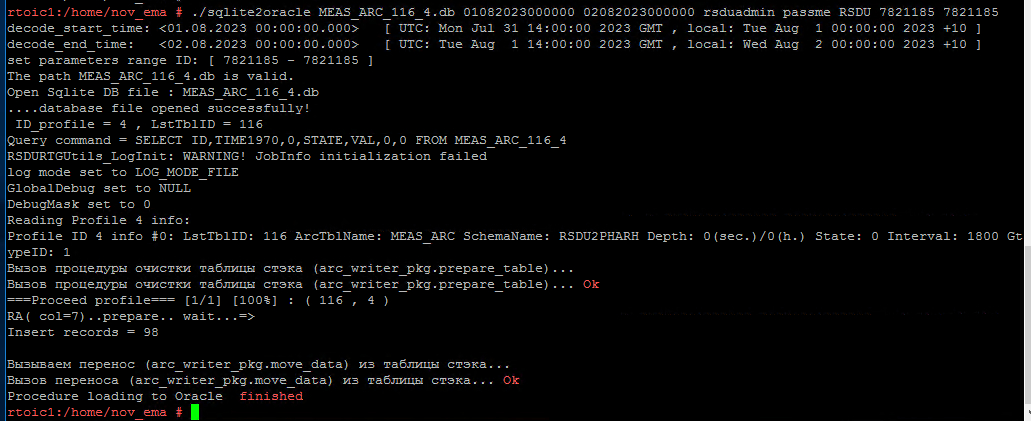 rtoic1:/home/nov_ema # ./sqlite2oracle MEAS_ARC_116_4.db 01082023000000 02082023000000 rsduadmin passme RSDU 7821185 7821185
decode_start_time: <01.08.2023 00:00:00.000>    [ UTC: Mon Jul 31 14:00:00 2023 GMT , local: Tue Aug  1 00:00:00 2023 +10 ]
decode_end_time:   <02.08.2023 00:00:00.000>    [ UTC: Tue Aug  1 14:00:00 2023 GMT , local: Wed Aug  2 00:00:00 2023 +10 ]
set parameters range ID: [ 7821185 - 7821185 ]
The path MEAS_ARC_116_4.db is valid.
Open Sqlite DB file : MEAS_ARC_116_4.db
....database file opened successfully!
 ID_profile = 4 , LstTblID = 116
Query command = SELECT ID,TIME1970,0,STATE,VAL,0,0 FROM MEAS_ARC_116_4
RSDURTGUtils_LogInit: WARNING! JobInfo initialization failed
log mode set to LOG_MODE_FILE
GlobalDebug set to NULL
DebugMask set to 0
Reading Profile 4 info:
Profile ID 4 info #0: LstTblID: 116 ArcTblName: MEAS_ARC SchemaName: RSDU2PHARH Depth: 0(sec.)/0(h.) State: 0 Interval: 1800 Gt
ypeID: 1
Вызов процедуры очистки таблицы стэка (arc_writer_pkg.prepare_table)...
Вызов процедуры очистки таблицы стэка (arc_writer_pkg.prepare_table)... Ok
===Proceed profile=== [1/1] [100%] : ( 116 , 4 )
RA( col=7)..prepare.. wait...=>
Insert records = 98
Вызываем перенос (arc_writer_pkg.move_data) из таблицы стэка...
Вызов переноса (arc_writer_pkg.move_data) из таблицы стэка... Ok
Procedure loading to Oracle  finished
rtoic1:/home/nov_ema #